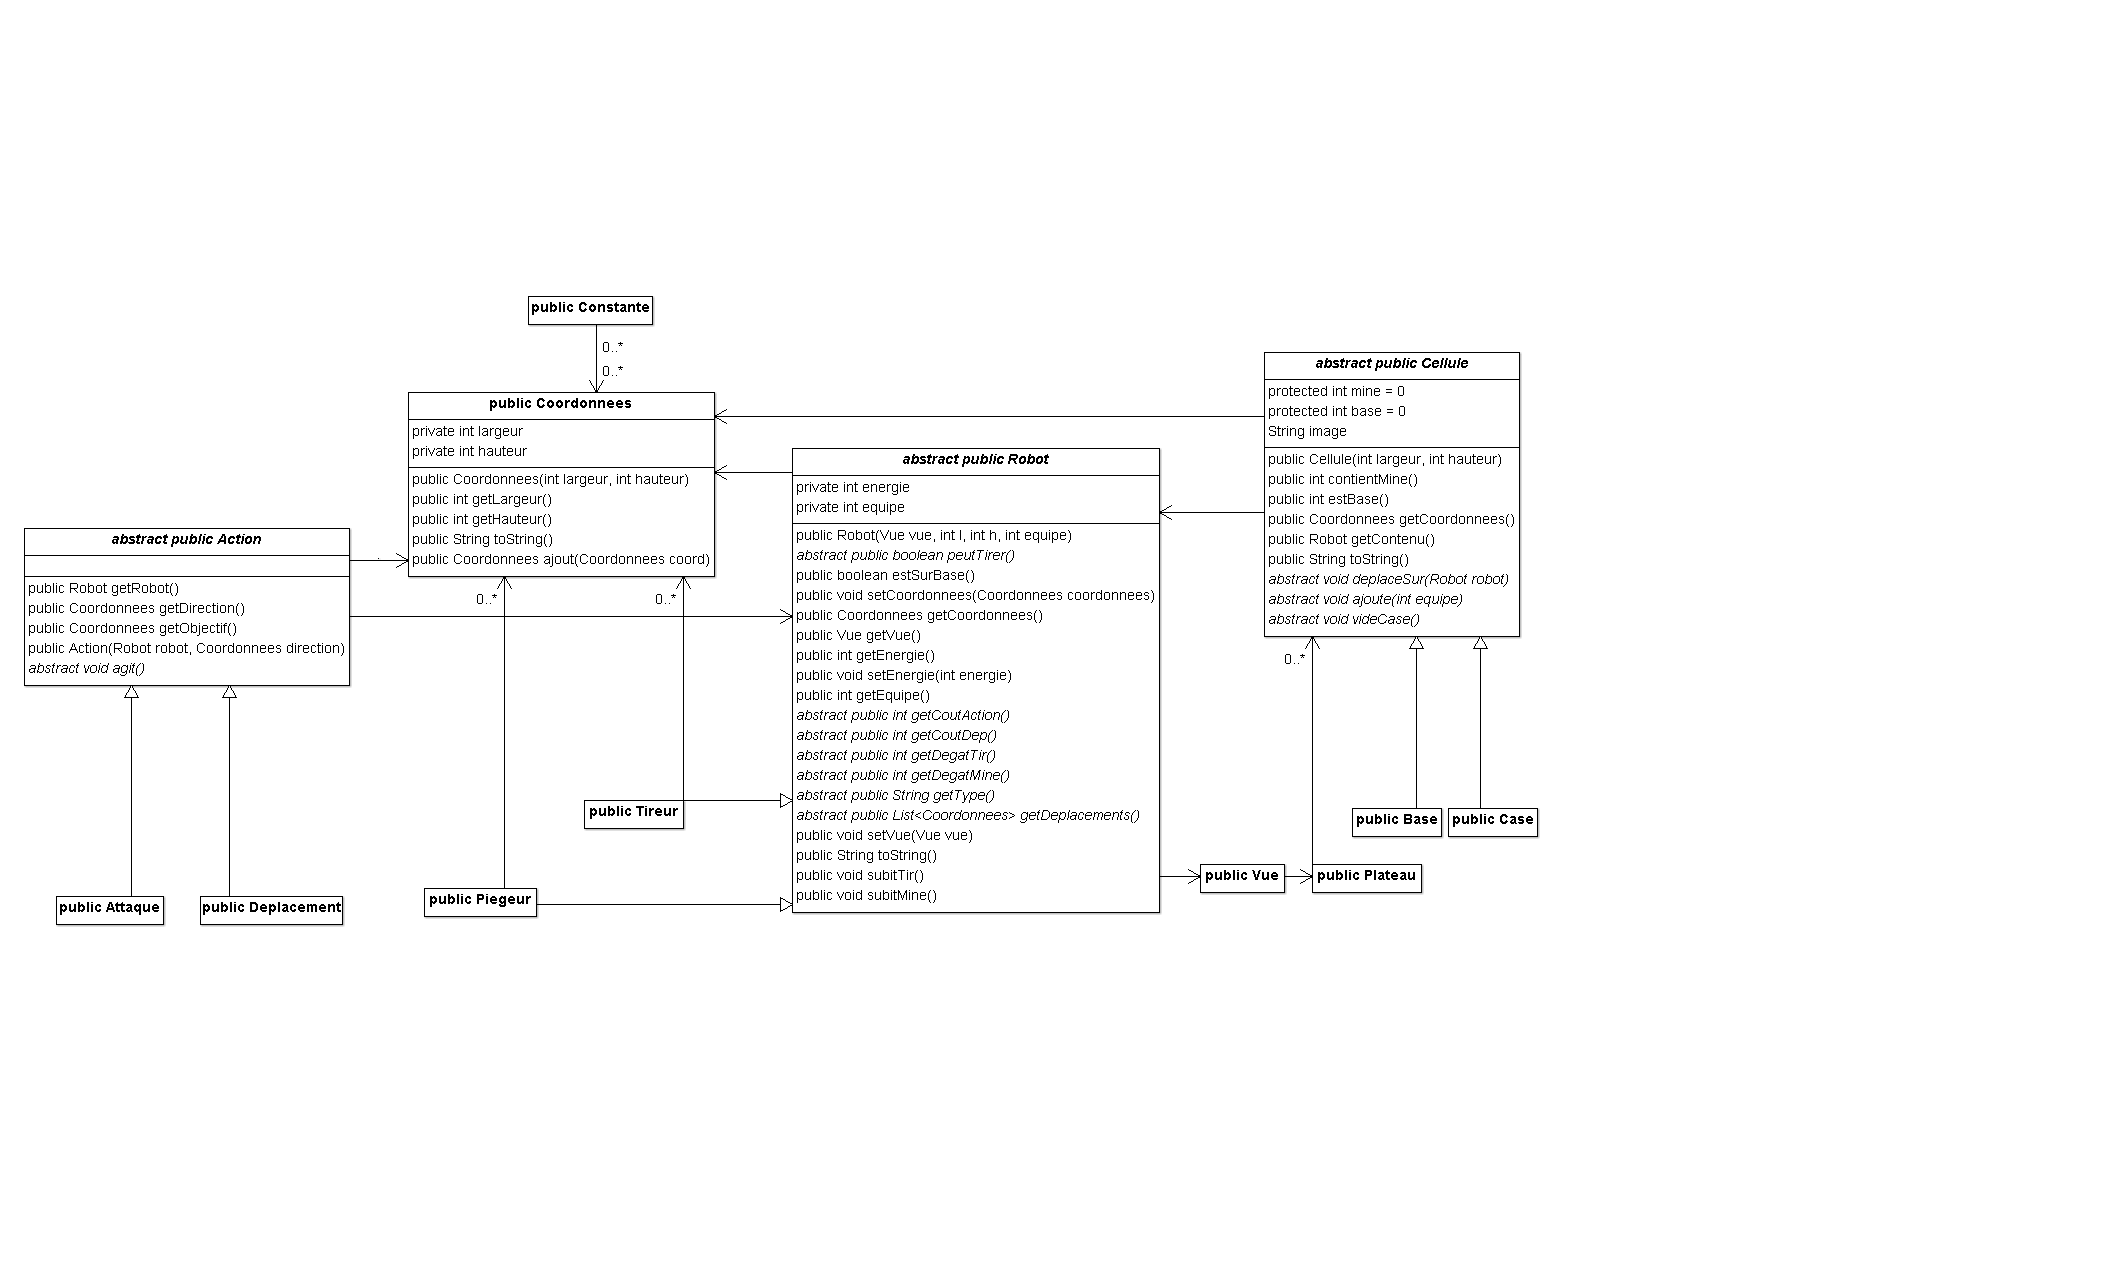 public Constante
0..*
0..*
public Coordonnees
private int largeur
private int hauteur
public Coordonnees(int largeur, int hauteur)
public int getLargeur()
public int getHauteur()
public String toString()
public Coordonnees ajout(Coordonnees coord)
0..*
0..*
abstract public Action
public Robot getRobot()
public Coordonnees getDirection()
public Coordonnees getObjectif()
public Action(Robot robot, Coordonnees direction)
abstract void agit()
public Attaque
public Deplacement
public Piegeur
public Tireur
abstract public Robot
private int energie
private int equipe
public Robot(Vue vue, int l, int h, int equipe)
abstract public boolean peutTirer()
public boolean estSurBase()
public void setCoordonnees(Coordonnees coordonnees)
public Coordonnees getCoordonnees()
public Vue getVue()
public int getEnergie()
public void setEnergie(int energie)
public int getEquipe()
abstract public int getCoutAction()
abstract public int getCoutDep()
abstract public int getDegatTir()
abstract public int getDegatMine()
abstract public String getType()
abstract public List<Coordonnees> getDeplacements()
public void setVue(Vue vue)
public String toString()
public void subitTir()
public void subitMine()
abstract public Cellule
protected int mine = 0
protected int base = 0
String image
public Cellule(int largeur, int hauteur)
public int contientMine()
public int estBase()
public Coordonnees getCoordonnees()
public Robot getContenu()
public String toString()
abstract void deplaceSur(Robot robot)
abstract void ajoute(int equipe)
abstract void videCase()
0..*
public Base
public Case
public Vue
public Plateau